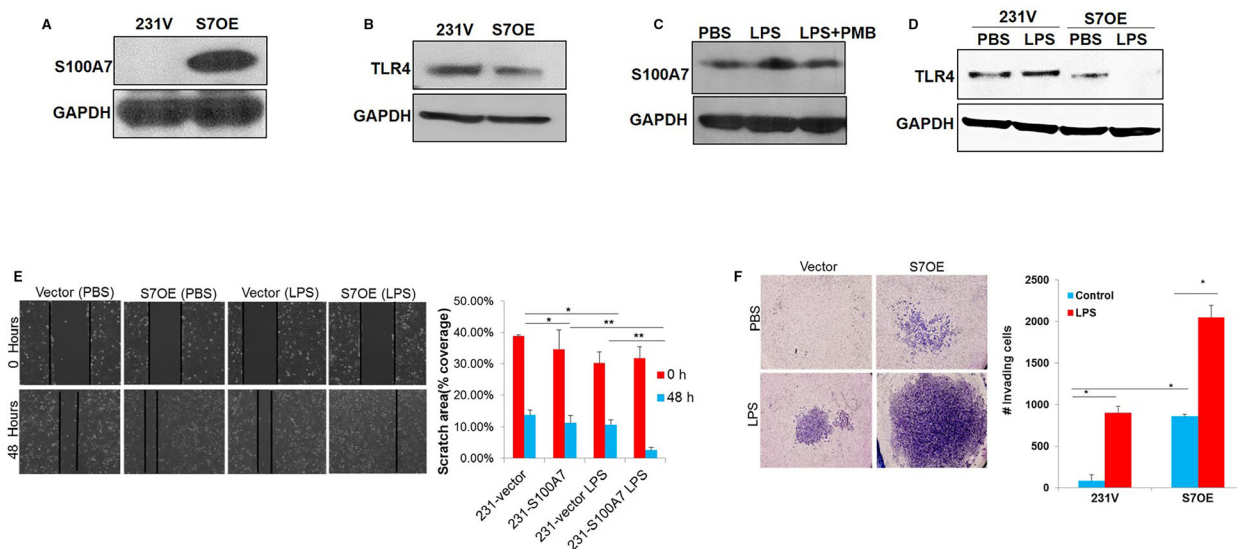 A
231V S7OE
S100A7
GAPDH
B
231V S7OE
TLR4
GAPDH
C
PBS LPS LPS+PMB
S100A7
GAPDH
D
231V S7OE
PBS LPS PBS LPS
TLR4
GAPDH
E
Vector (PBS) S7OE (PBS) Vector (LPS) S7OE (LPS)
0 Hours
48 Hours
Scratch area(% coverage)
50.00%
40.00%
30.00%
20.00%
10.00%
0.00%
* * ** **
0 h
48 h
231-vector
231-S100A7
231-vector LPS
231-S100A7 LPS
F
Vector S7OE
PBS
LPS
# Invading cells
2500
2000
1500
1000
500
0
Control
LPS
* * *
231V S7OE